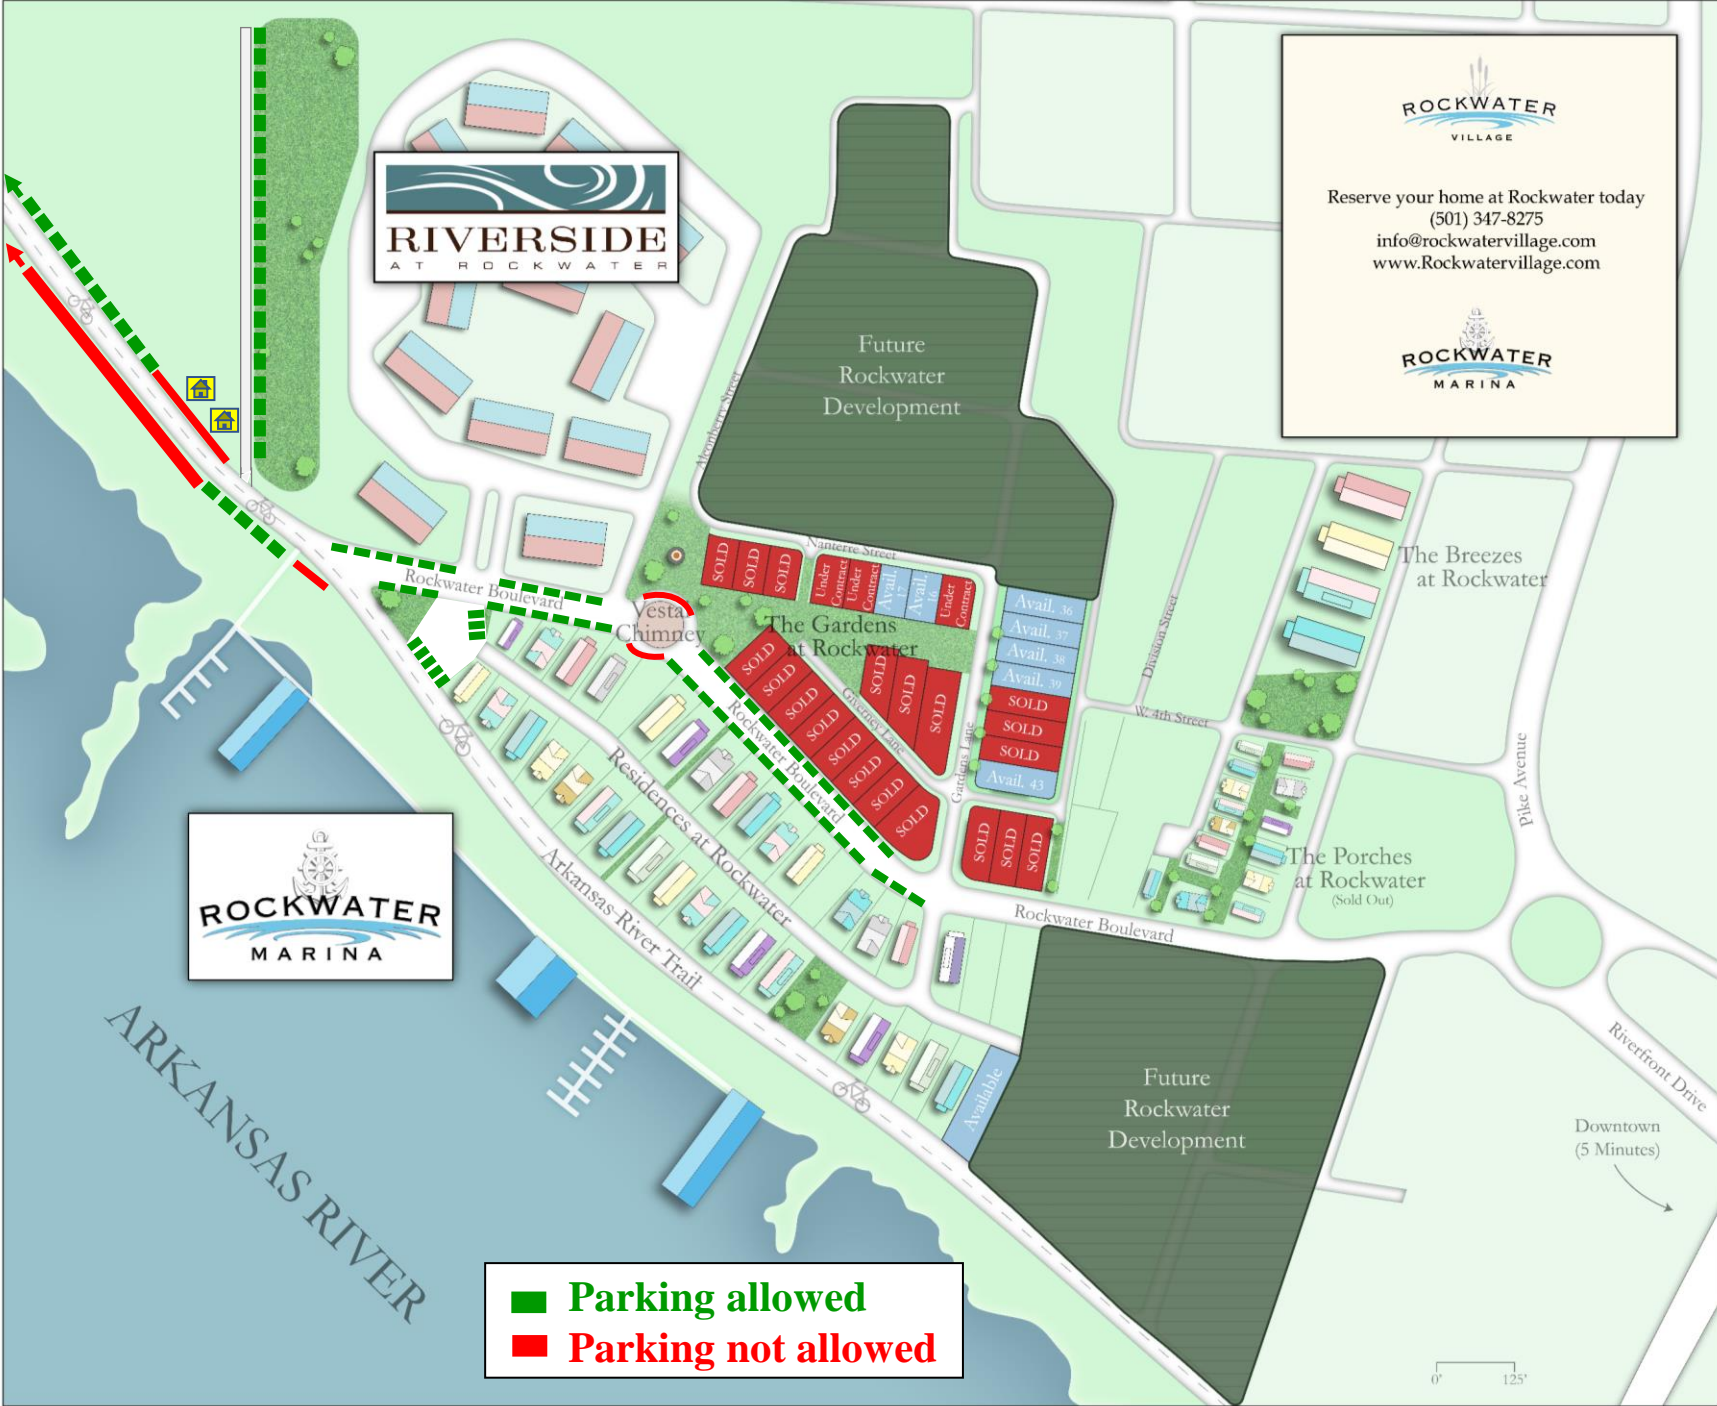 ROCKWATER
VILLAGE
Reserve your home at Rockwater today
(501) 347-8275
info@rockwatervillage.com
www.Rockwatervillage.com
ROCKWATER
MARINA
RIVERSIDE
AT ROCKWATER
Future
Rockwater
Development
Alconberry Street
Nanterre Street
SOLD
SOLD
SOLD
Under
Contract
Under
Contract
Avail.
17
Avail.
16
Under
Contract
Avail. 36
Avail. 37
Avail. 38
Avail. 39
SOLD
SOLD
SOLD
Avail. 43
The Breezes
at Rockwater
Division Street
W. 4th Street
Pike Avenue
Rockwater Boulevard
Vestal
Chimney
The Gardens
at Rockwater
SOLD
SOLD
SOLD
SOLD
SOLD
SOLD
SOLD
SOLD
SOLD
SOLD
SOLD
Giverney Lane
Gardens Lane
Rockwater Boulevard
SOLD
SOLD
SOLD
The Porches
at Rockwater
(Sold Out)
Residences at Rockwater
Arkansas River Trail
Rockwater Boulevard
ROCKWATER
MARINA
ARKANSAS RIVER
Available
Future
Rockwater
Development
Riverfront Drive
Downtown
(5 Minutes)
Parking allowed
Parking not allowed
0'
125'